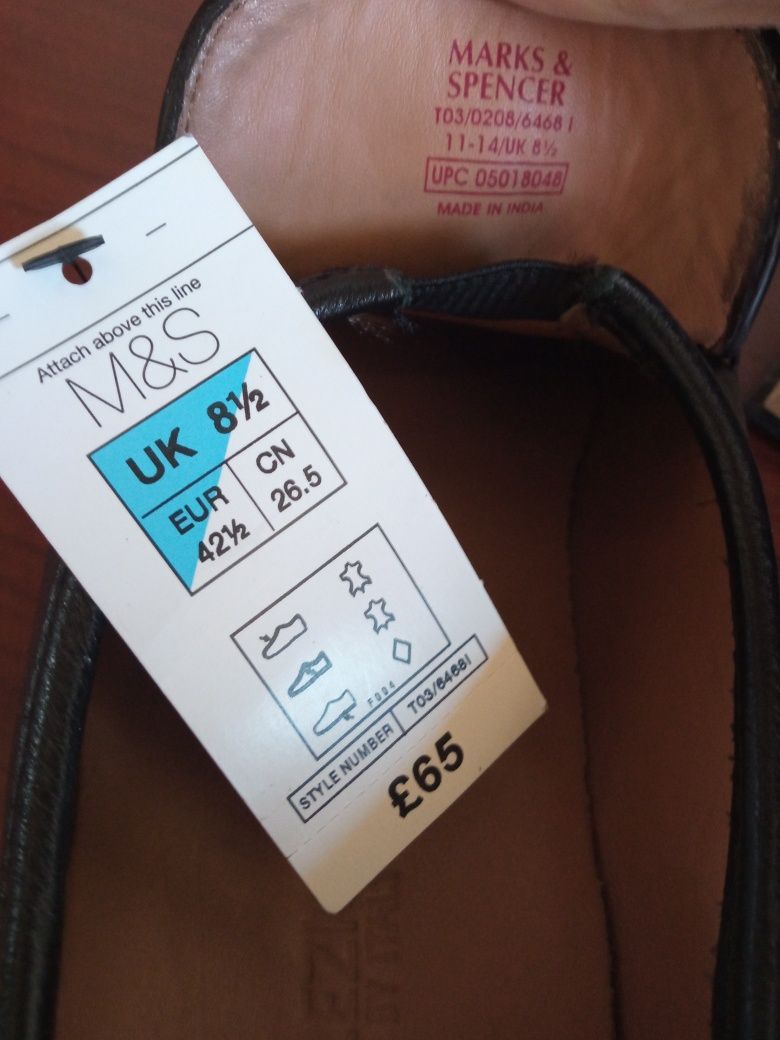 MARKS &
SPENCER
T03/0208/6468 I
11-14/UK 8½
UPC 05018048
MADE IN INDIA
Attach above this line
M&S
UK 8½
EUR 42½
CN 26.5
STYLE NUMBER T03/6468I
£65